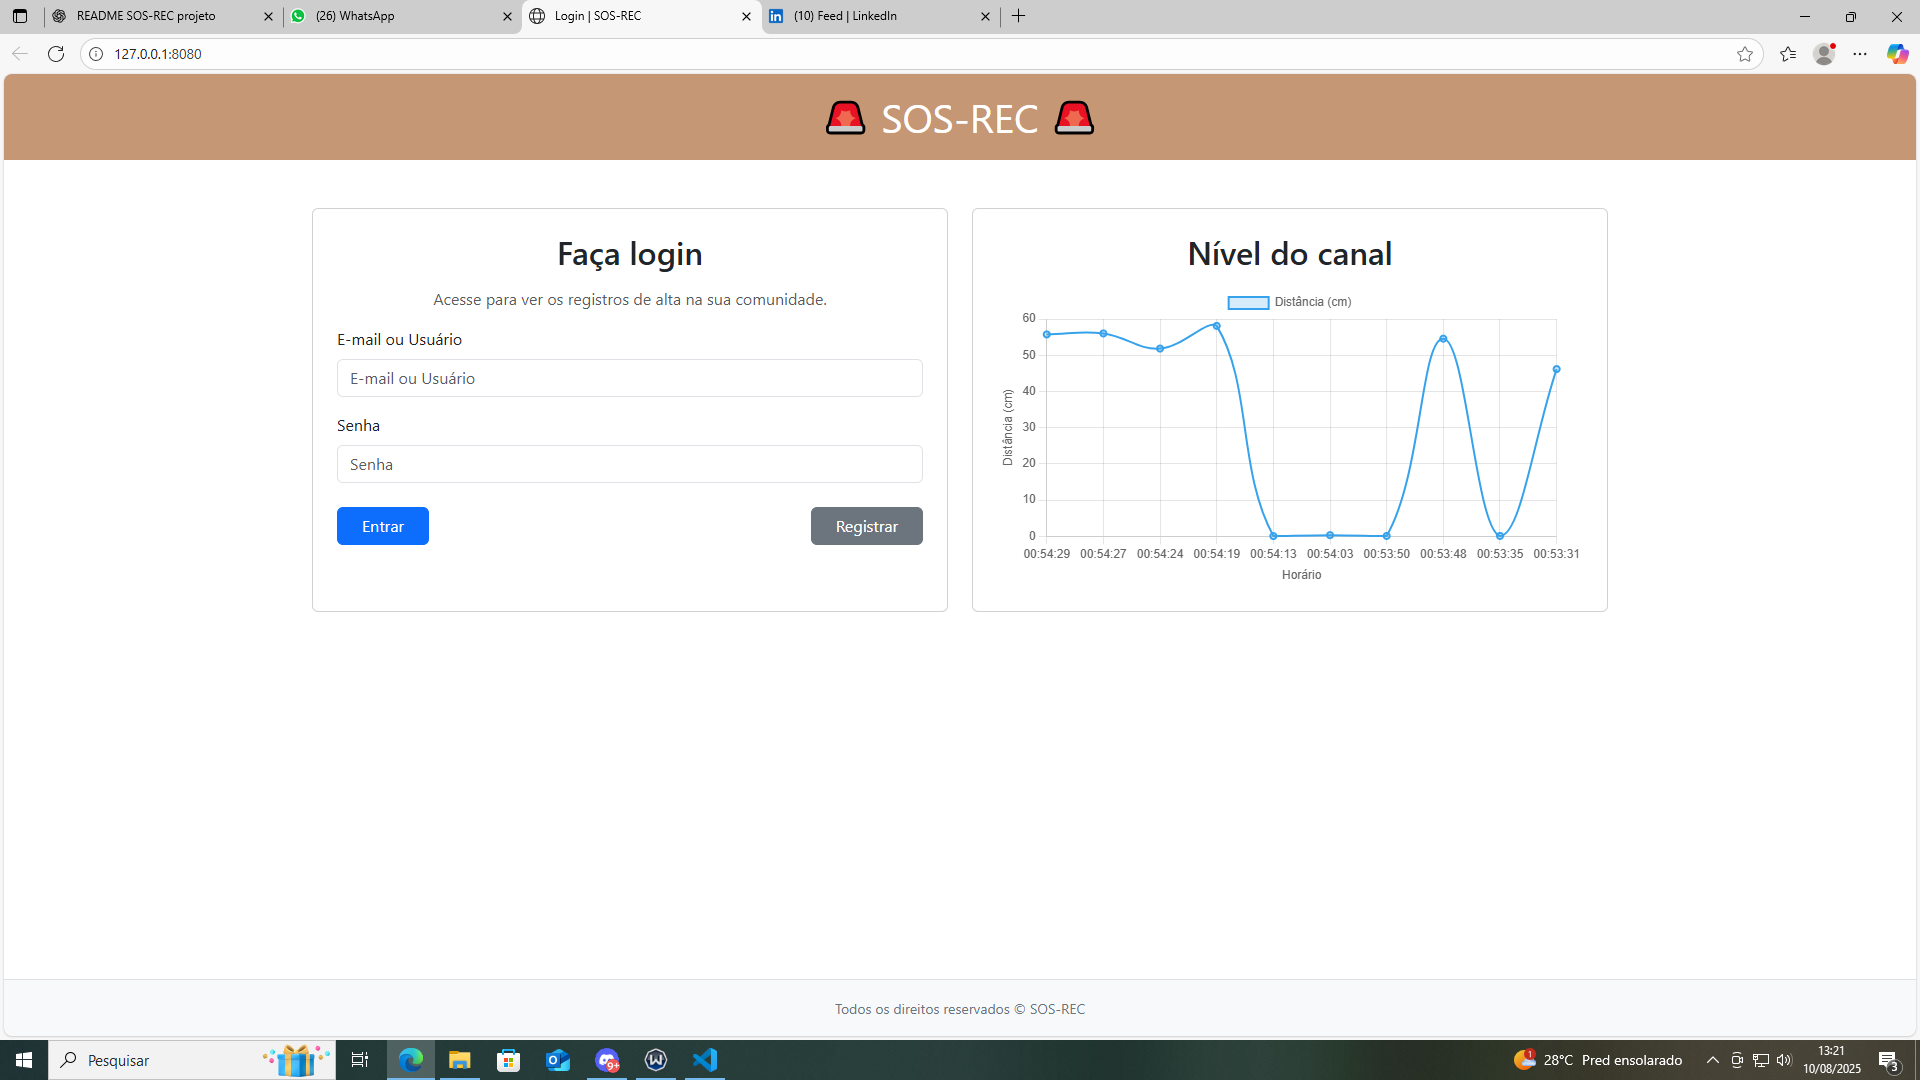 README SOS-REC projeto
(26) WhatsApp
Login | SOS-REC
(10) Feed | LinkedIn
127.0.0.1:8080
SOS-REC
Faça login
Acesse para ver os registros de alta na sua comunidade.
E-mail ou Usuário
E-mail ou Usuário
Senha
Senha
Entrar
Registrar
Nível do canal
Distância (cm)
Distância (cm)
60
50
40
30
20
10
0
00:54:29 00:54:27 00:54:24 00:54:19 00:54:13 00:54:03 00:53:50 00:53:48 00:53:35 00:53:31
Horário
Todos os direitos reservados © SOS-REC
Pesquisar
9+
1
28°C Pred ensolarado
13:21
10/08/2025
3